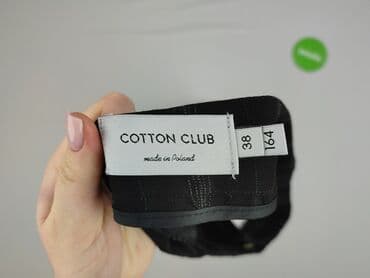 COTTON CLUB
made in Poland
38
164